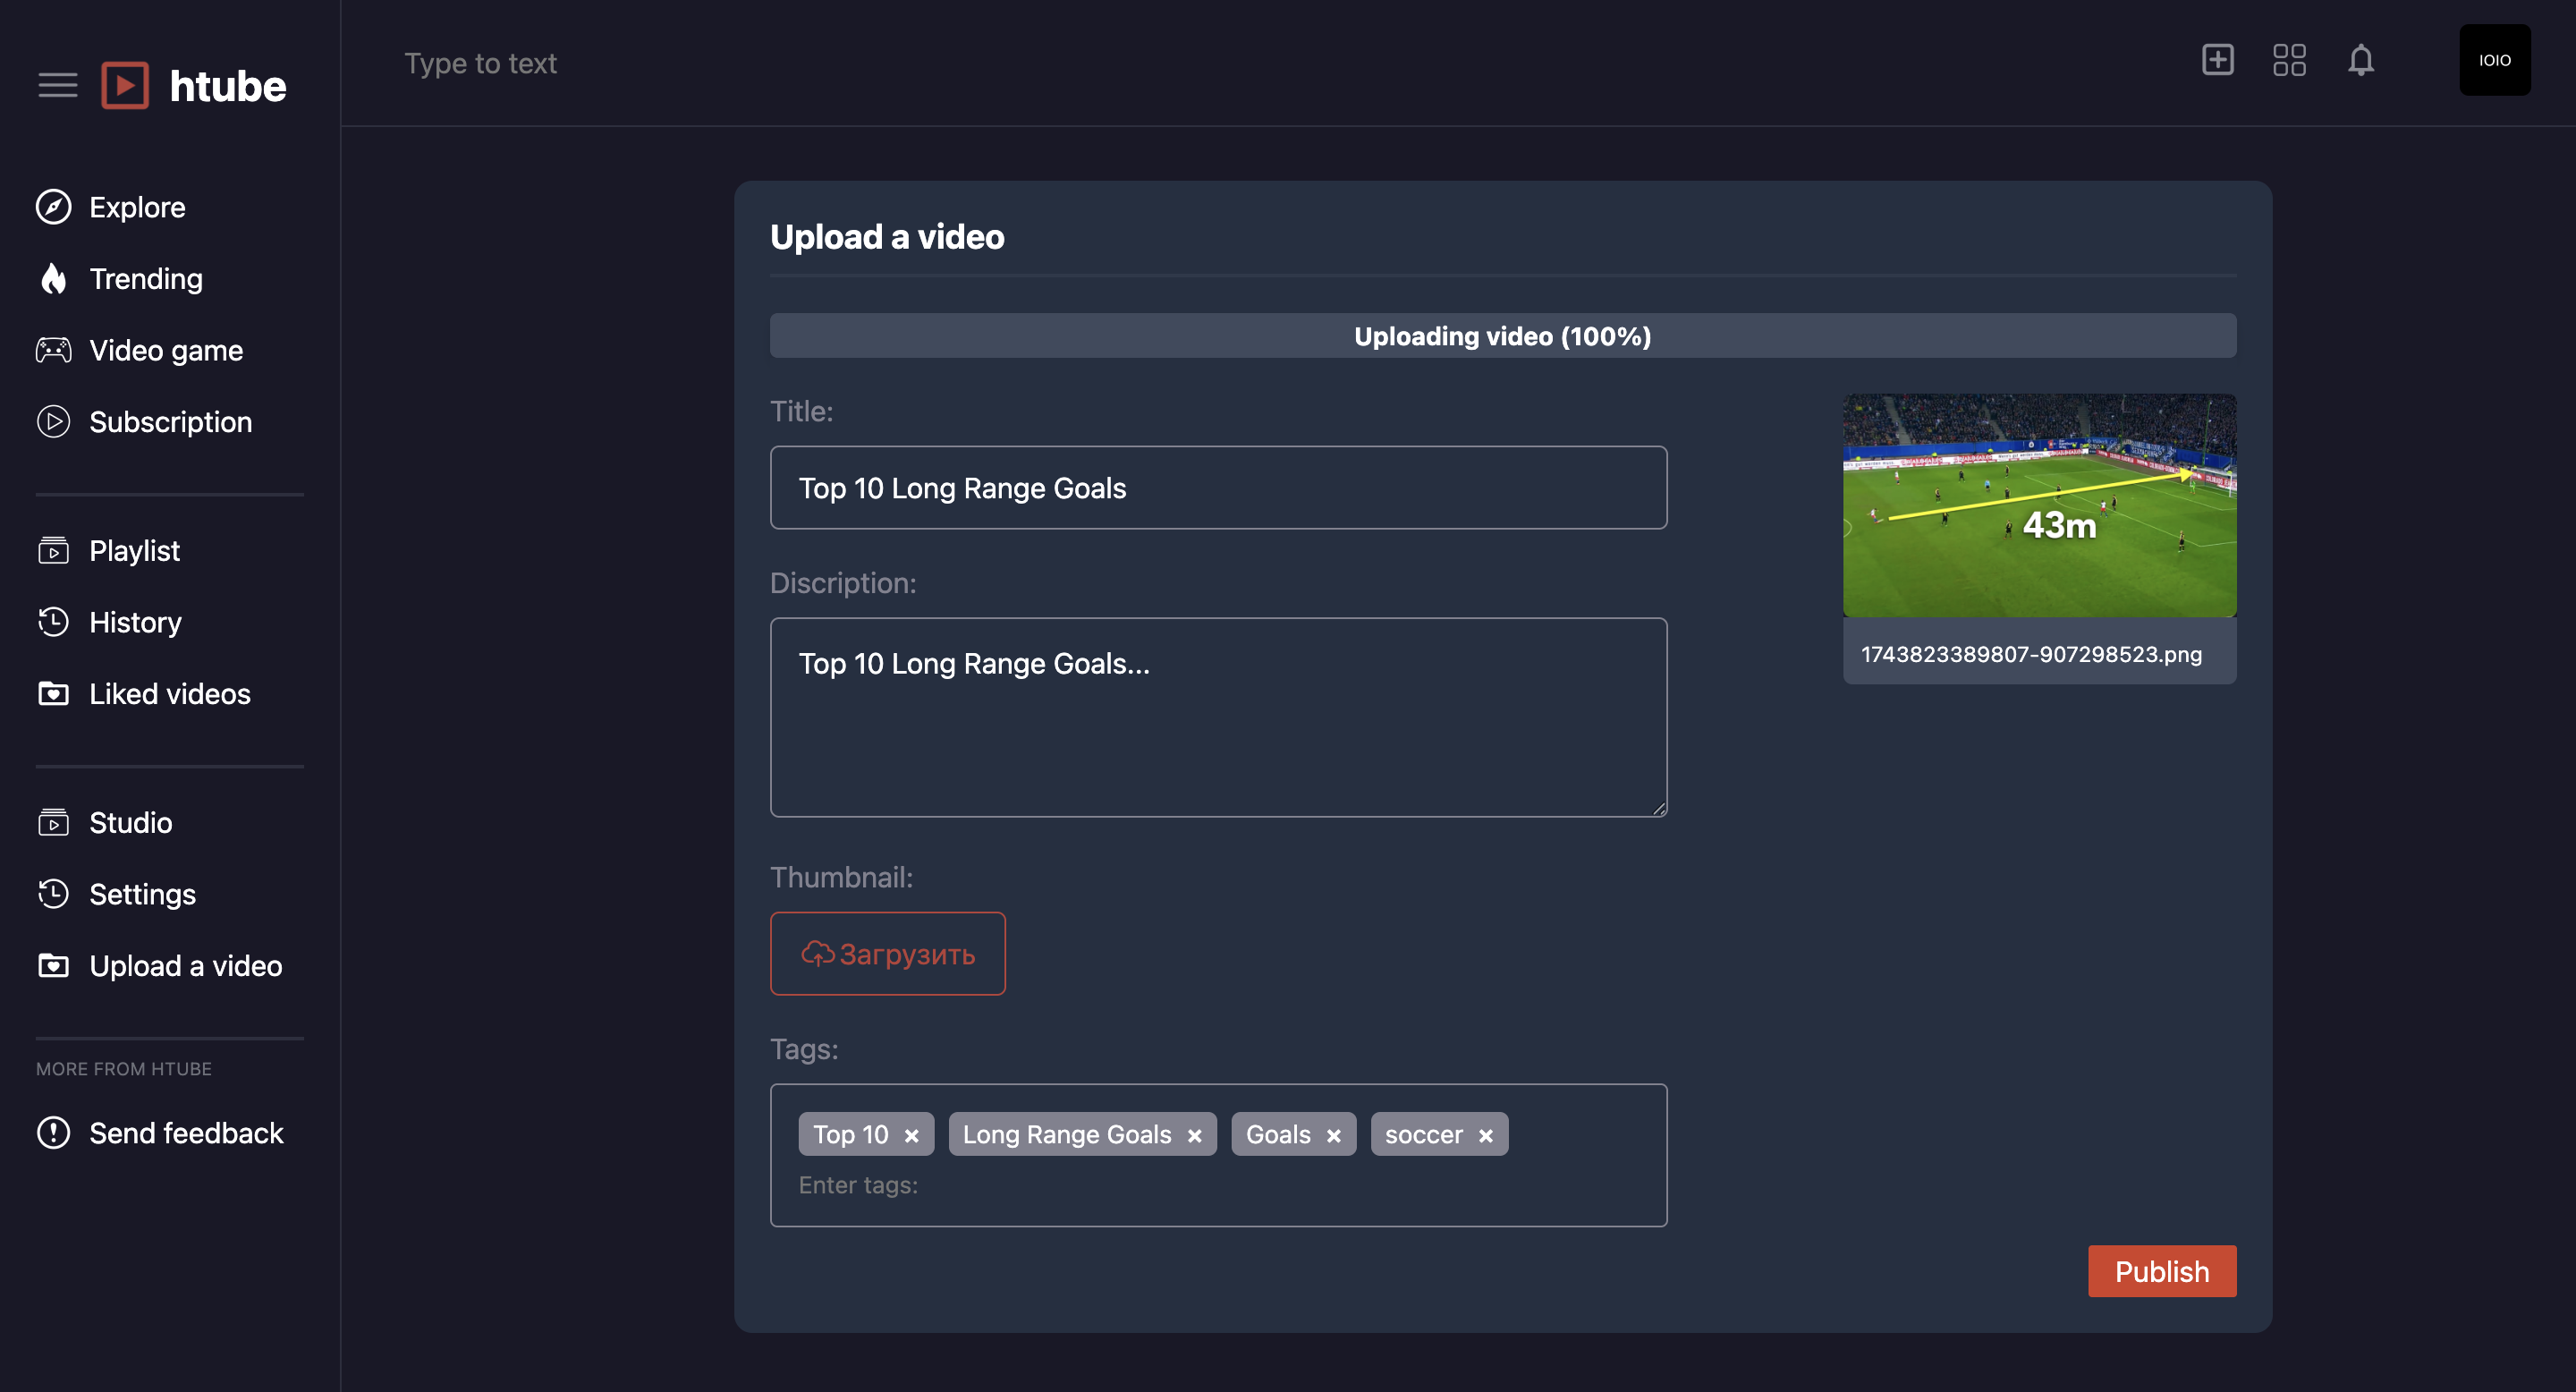 htube
Type to text
IOIO
Explore
Trending
Video game
Subscription
Playlist
History
Liked videos
Studio
Settings
Upload a video
MORE FROM HTUBE
Send feedback
Upload a video
Uploading video (100%)
Title:
Top 10 Long Range Goals
Discription:
Top 10 Long Range Goals...
Thumbnail:
Загрузить
Tags:
Top 10 × Long Range Goals × Goals × soccer ×
Enter tags:
43m
1743823389807-907298523.png
Publish